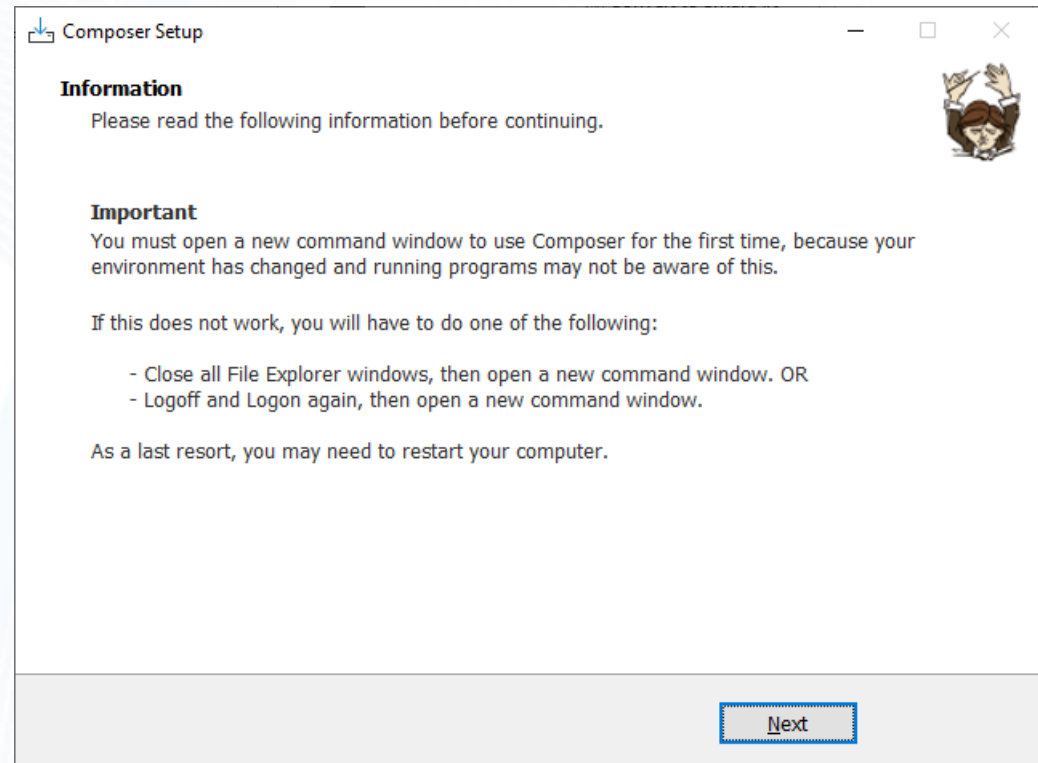 Composer Setup
Information
Please read the following information before continuing.
Important
You must open a new command window to use Composer for the first time, because your
environment has changed and running programs may not be aware of this.
If this does not work, you will have to do one of the following:
- Close all File Explorer windows, then open a new command window. OR
- Logoff and Logon again, then open a new command window.
As a last resort, you may need to restart your computer.
Next